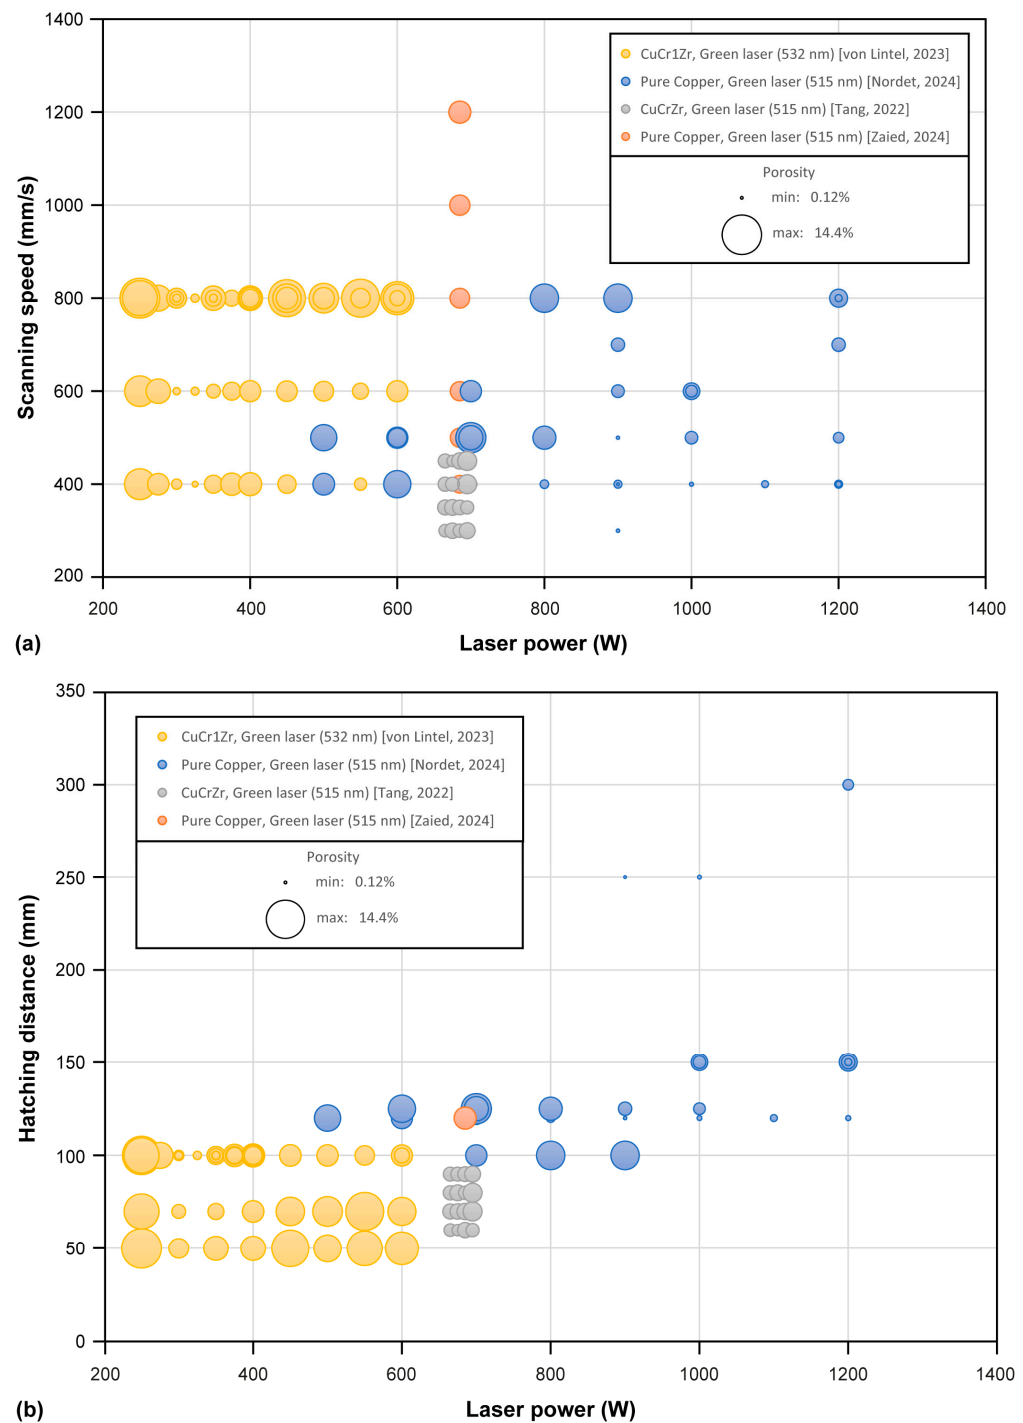 1400
1200
1000
800
600
400
200
Scanning speed (mm/s)
CuCr1Zr, Green laser (532 nm) [von Lintel, 2023]
Pure Copper, Green laser (515 nm) [Nordet, 2024]
CuCrZr, Green laser (515 nm) [Tang, 2022]
Pure Copper, Green laser (515 nm) [Zaied, 2024]
Porosity
min: 0.12%
max: 14.4%
200 400 600 800 1000 1200 1400
(a) Laser power (W)
350
300
250
200
150
100
50
0
Hatching distance (mm)
CuCr1Zr, Green laser (532 nm) [von Lintel, 2023]
Pure Copper, Green laser (515 nm) [Nordet, 2024]
CuCrZr, Green laser (515 nm) [Tang, 2022]
Pure Copper, Green laser (515 nm) [Zaied, 2024]
Porosity
min: 0.12%
max: 14.4%
200 400 600 800 1000 1200 1400
(b) Laser power (W)